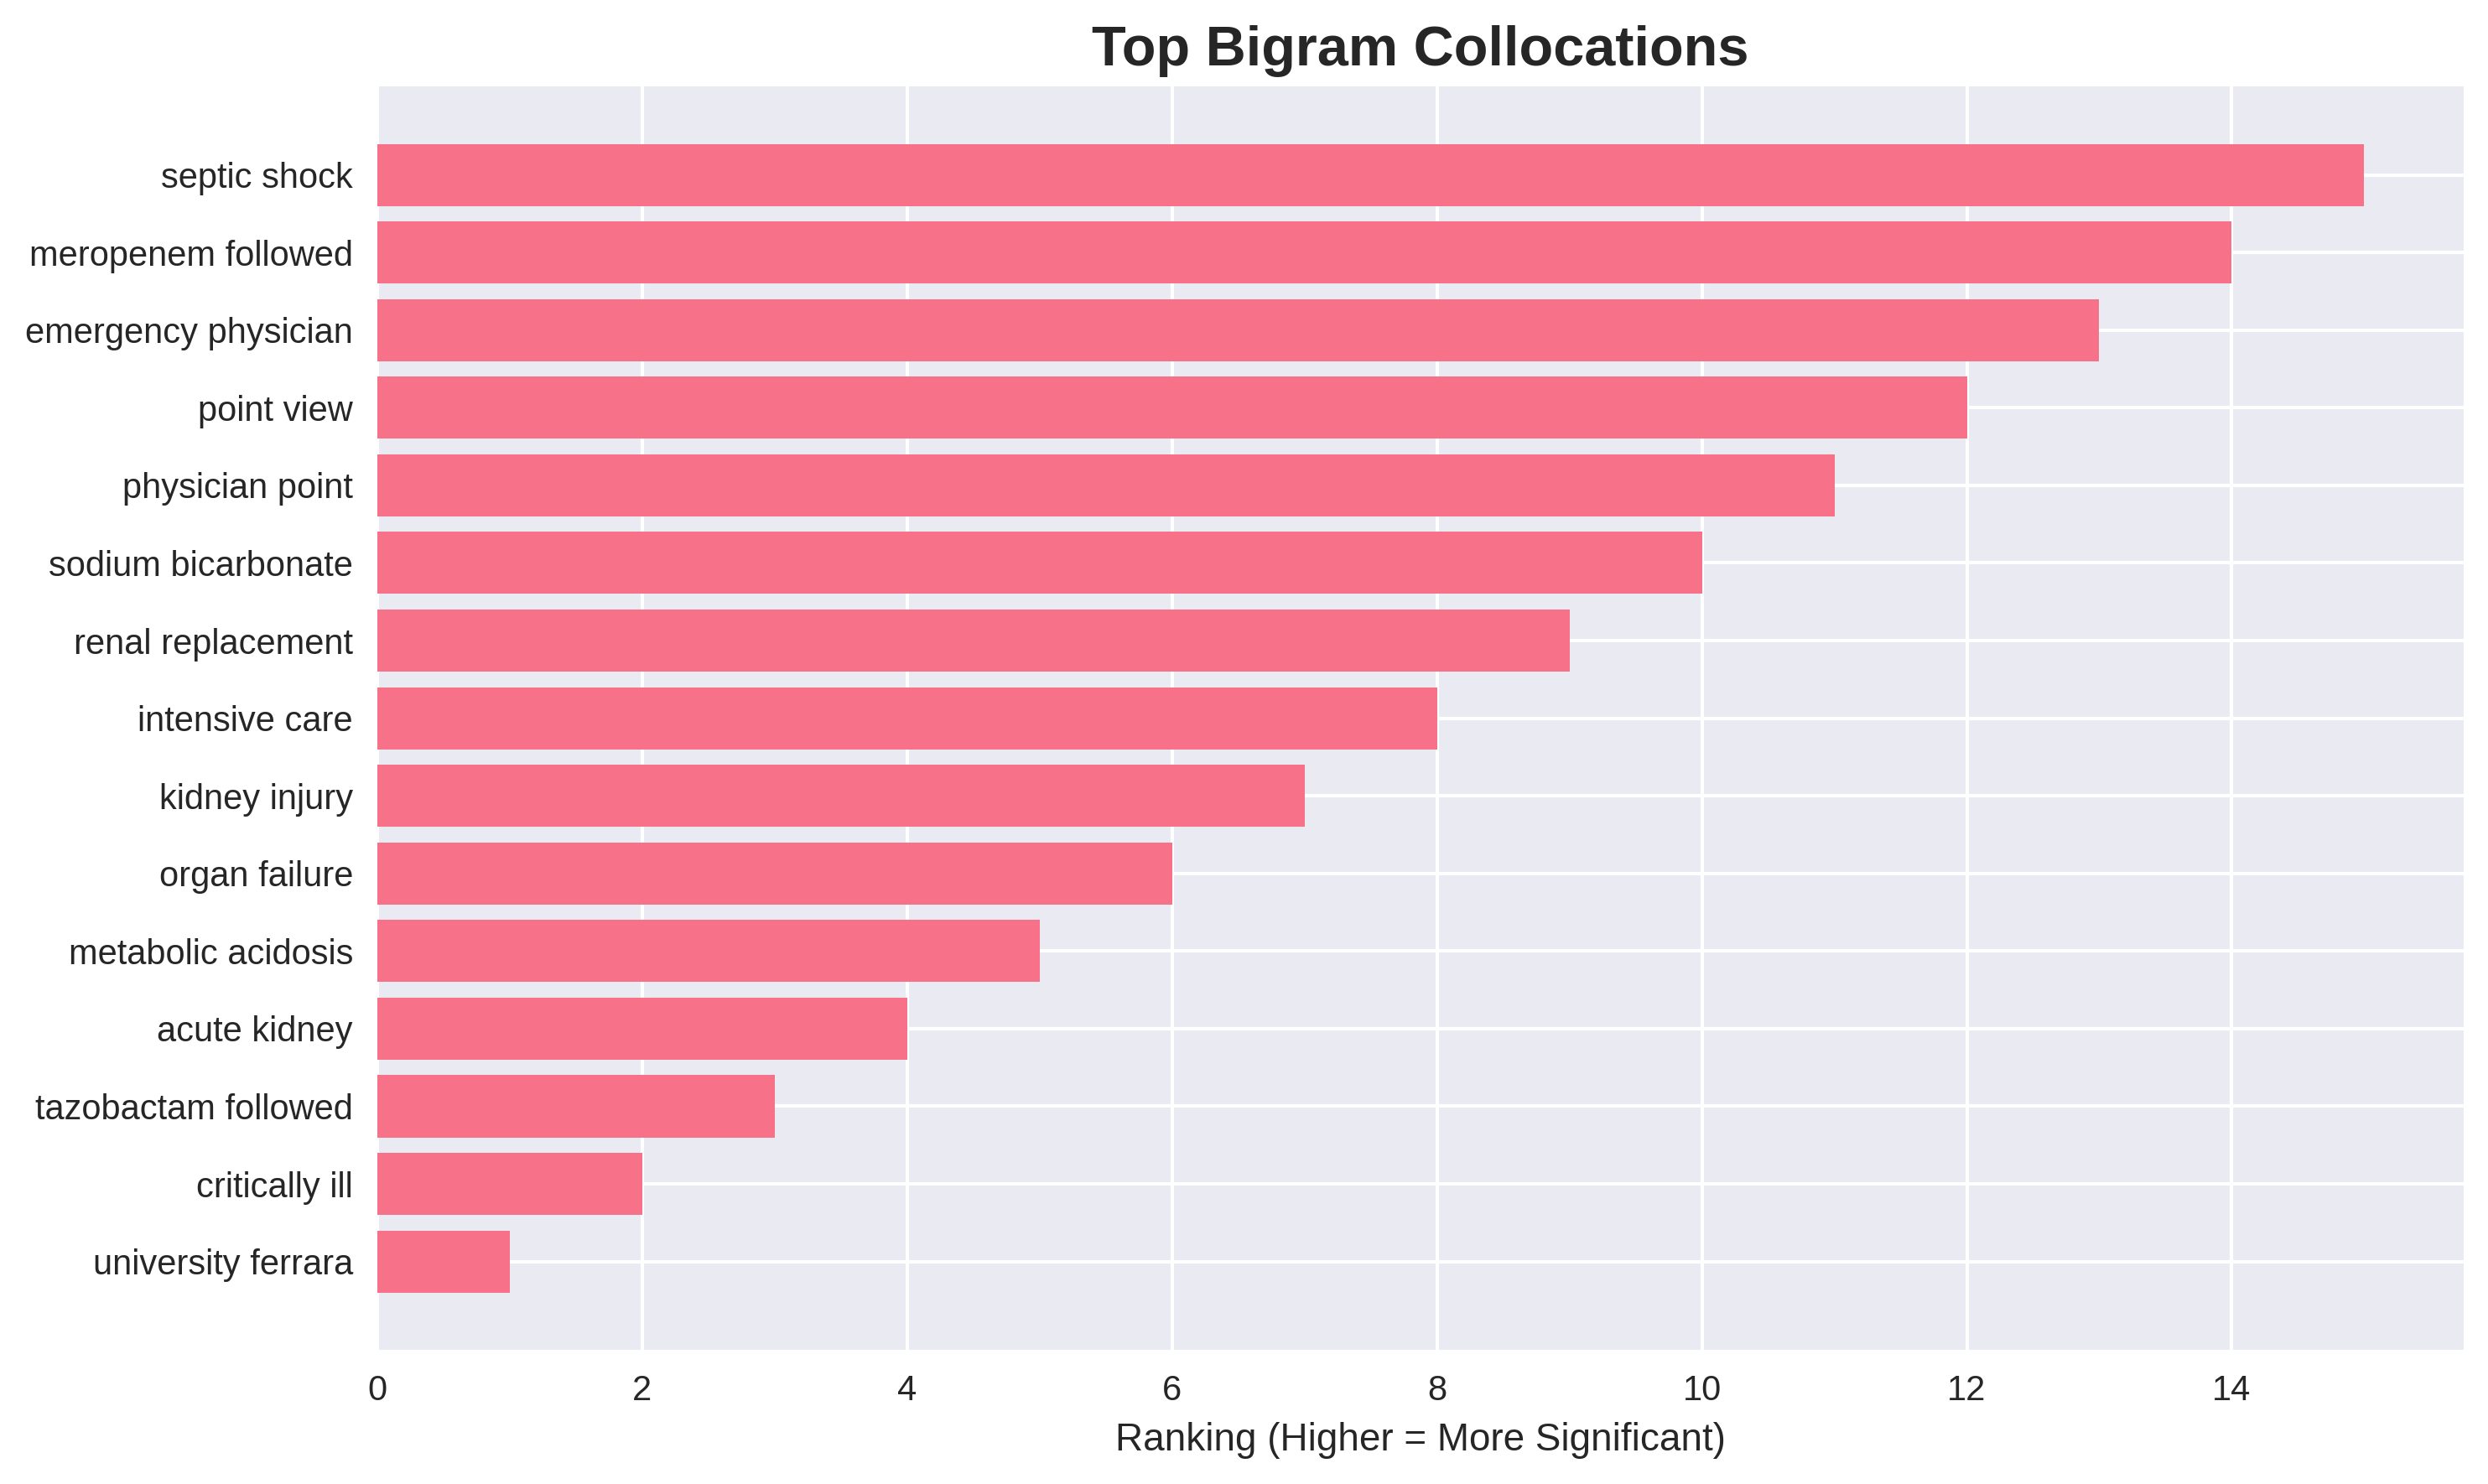 Top Bigram Collocations
septic shock
meropenem followed
emergency physician
point view
physician point
sodium bicarbonate
renal replacement
intensive care
kidney injury
organ failure
metabolic acidosis
acute kidney
tazobactam followed
critically ill
university ferrara
0 2 4 6 8 10 12 14
Ranking (Higher = More Significant)